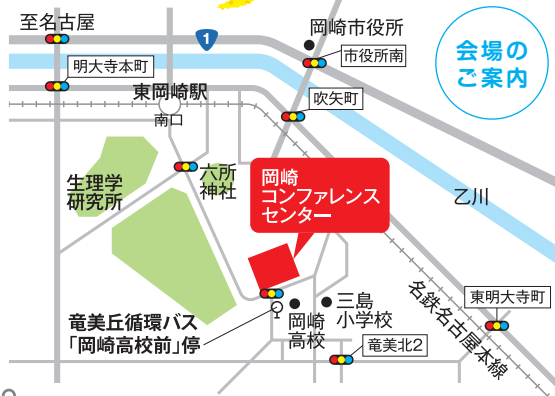 至名古屋
1
岡崎市役所
会場の
ご案内
市役所南
明大寺本町
東岡崎駅
南口
吹矢町
六所
神社
生理学
研究所
岡崎
コンファレンス
センター
乙川
名鉄名古屋本線
東明大寺町
竜美丘循環バス
「岡崎高校前」停
岡崎
高校
三島
小学校
竜美北2